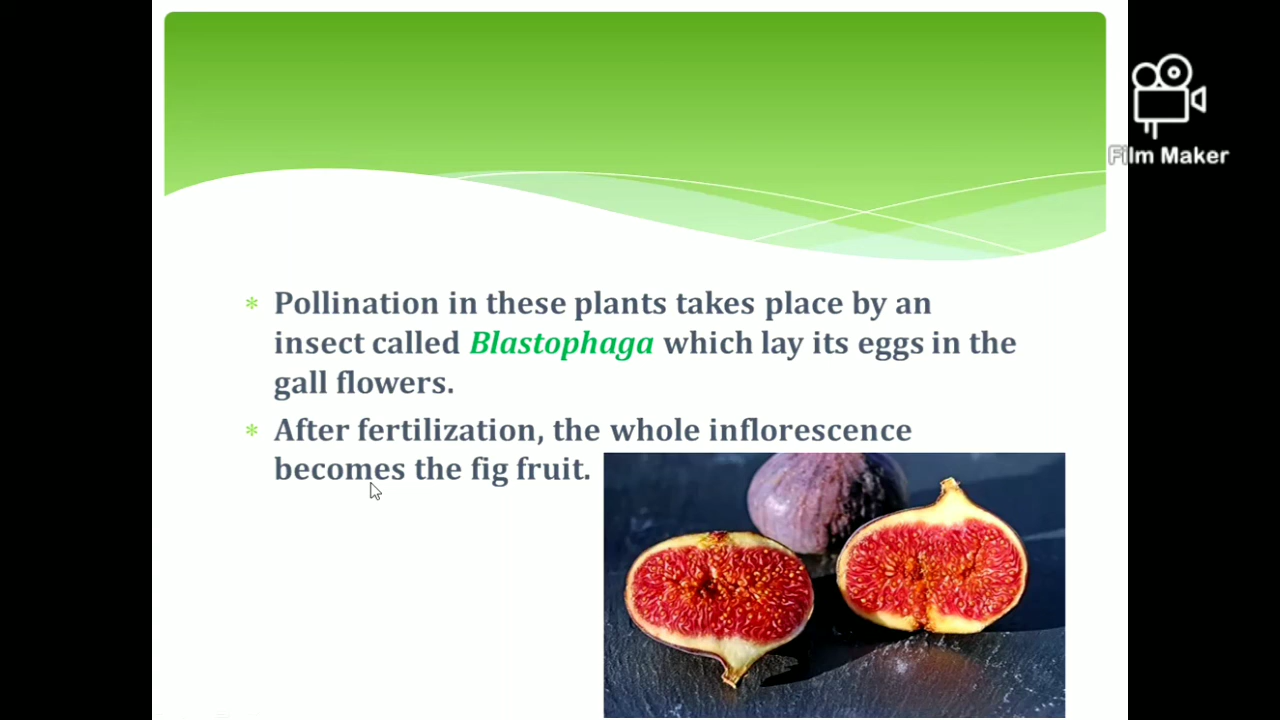 Film Maker
* Pollination in these plants takes place by an
insect called Blastophaga which lay its eggs in the
gall flowers.
* After fertilization, the whole inflorescence
becomes the fig fruit.